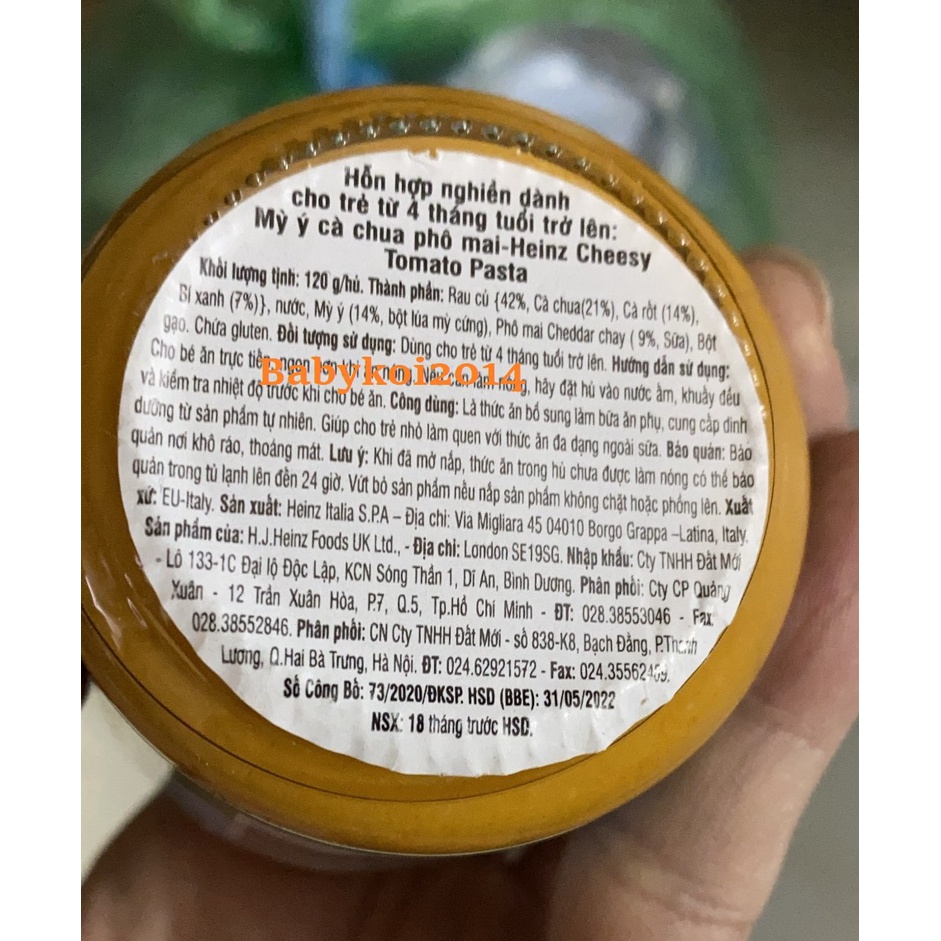 Hỗn hợp nghiền dành
cho trẻ từ 4 tháng tuổi trở lên:
Mỳ ý cà chua phô mai-Heinz Cheesy
Tomato Pasta
Khối lượng tịnh: 120 g/hủ. Thành phần: Rau củ {42%, Cà chua(21%), Cà rốt (14%),
Bí xanh (7%)}, nước, Mỳ ý (14%, bột lúa mỳ cứng), Phô mai Cheddar chay ( 9%, Sữa), Bột
gạo. Chứa gluten. Đối tượng sử dụng: Dùng cho trẻ từ 4 tháng tuổi trở lên. Hướng dẫn sử dụng:
Cho bé ăn trực tiếp, ngon hơn khi hãy đặt hủ vào nước ấm, khuấy đều
Babykoi2014
và kiểm tra nhiệt độ trước khi cho bé ăn. Công dùng: Là thức ăn bổ sung làm bữa ăn phụ, cung cấp dinh
dưỡng từ sản phẩm tự nhiên. Giúp cho trẻ nhỏ làm quen với thức ăn đa dạng ngoài sữa. Bảo quản: Bảo
quản nơi khô ráo, thoáng mát. Lưu ý: Khi đã mở nắp, thức ăn trong hủ chưa được làm nóng có thể bảo
quản trong tủ lạnh lên đến 24 giờ. Vứt bỏ sản phẩm nếu nắp sản phẩm không chặt hoặc phồng lên. Xuất
xứ: EU-Italy. Sản xuất: Heinz Italia S.P.A – Địa chỉ: Via Migliara 45 04010 Borgo Grappa –Latina, Italy.
Sản phẩm của: H.J.Heinz Foods UK Ltd., - Địa chỉ: London SE19SG. Nhập khẩu: Cty TNHH Đất Mới
- Lô 133-1C Đại lộ Độc Lập, KCN Sóng Thần 1, Dĩ An, Bình Dương. Phân phối: Cty CP Quảng
Xuân - 12 Trần Xuân Hòa, P.7, Q.5, Tp.Hồ Chí Minh - ĐT: 028.38553046 - Fax:
028.38552846. Phân phối: CN Cty TNHH Đất Mới - số 838-K8, Bạch Đằng, P.Thanh
Lương, Q.Hai Bà Trưng, Hà Nội. ĐT: 024.62921572 - Fax:
Số Công Bố: 73/2020/ĐKSP. HSD (BBE): 31/05/2022
NSX: 18 tháng trước HSD.